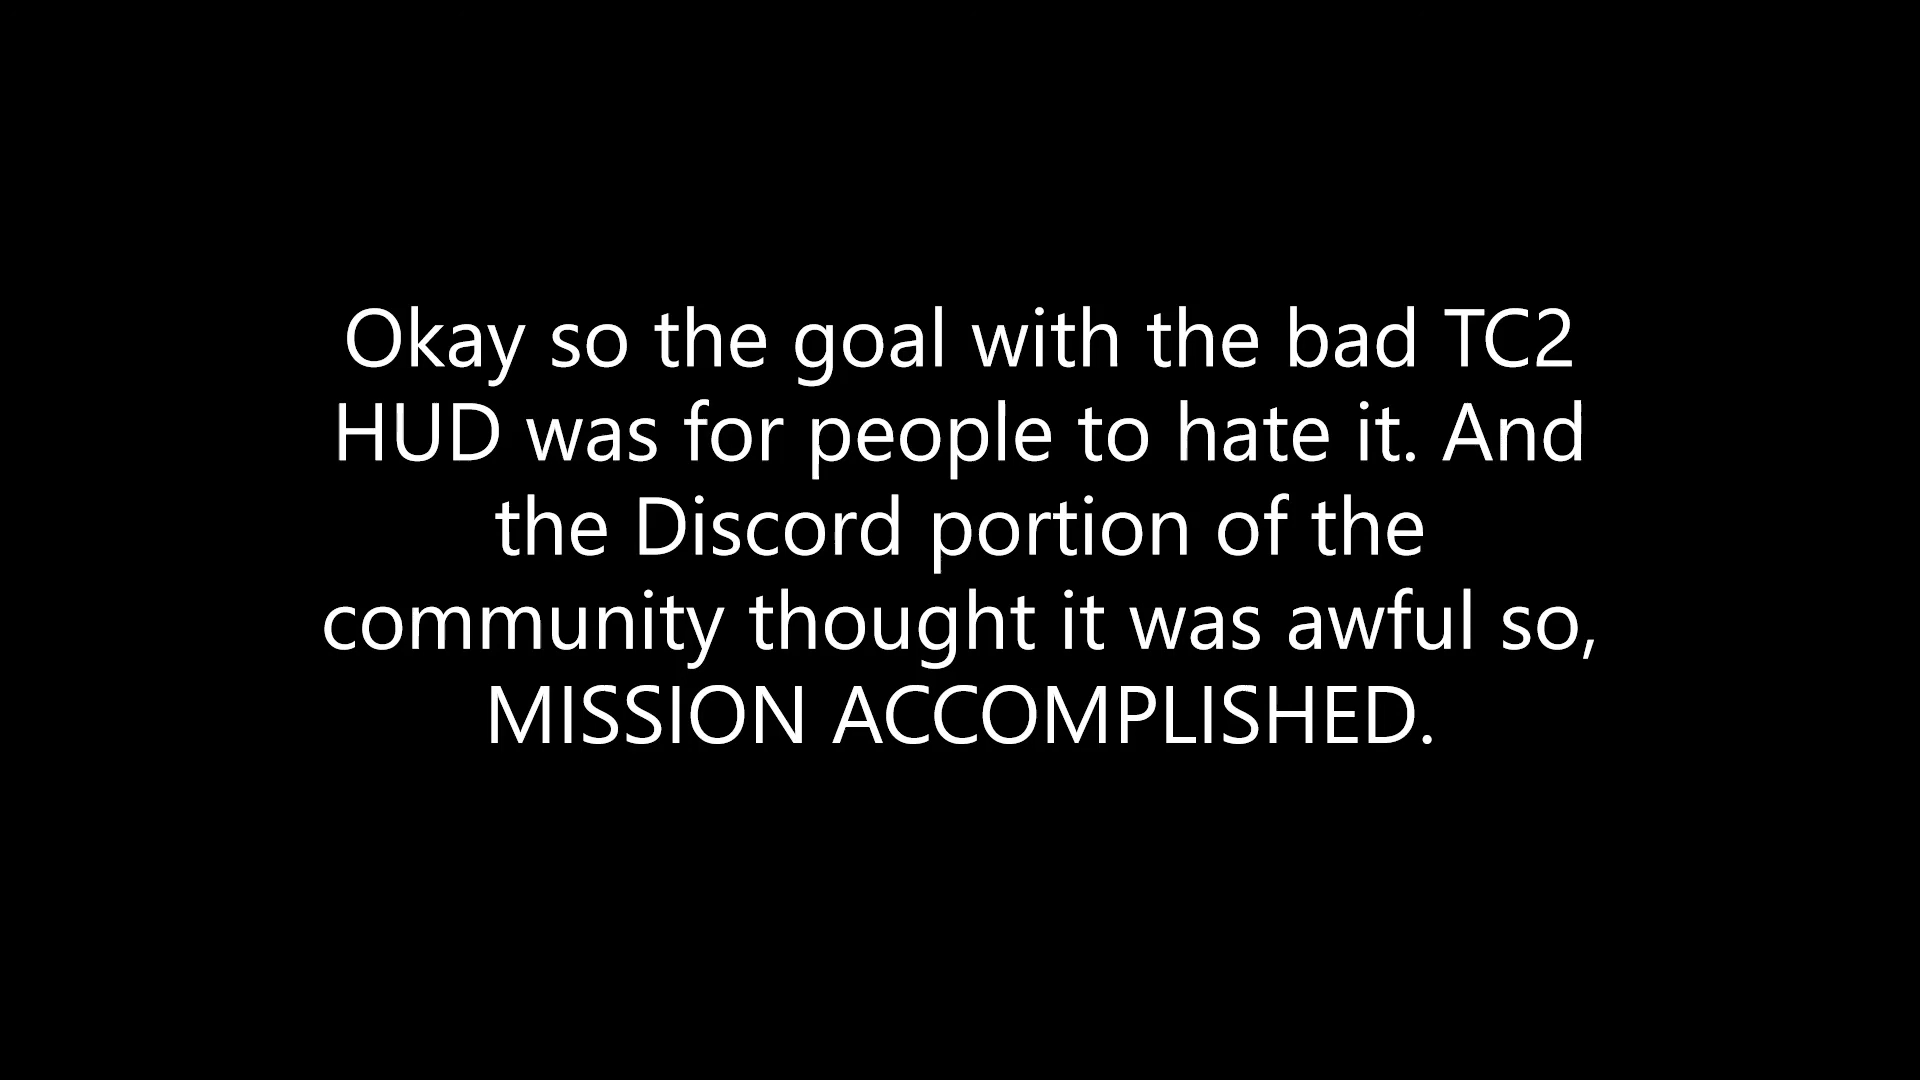 Okay so the goal with the bad TC2
HUD was for people to hate it. And
the Discord portion of the
community thought it was awful so,
MISSION ACCOMPLISHED.